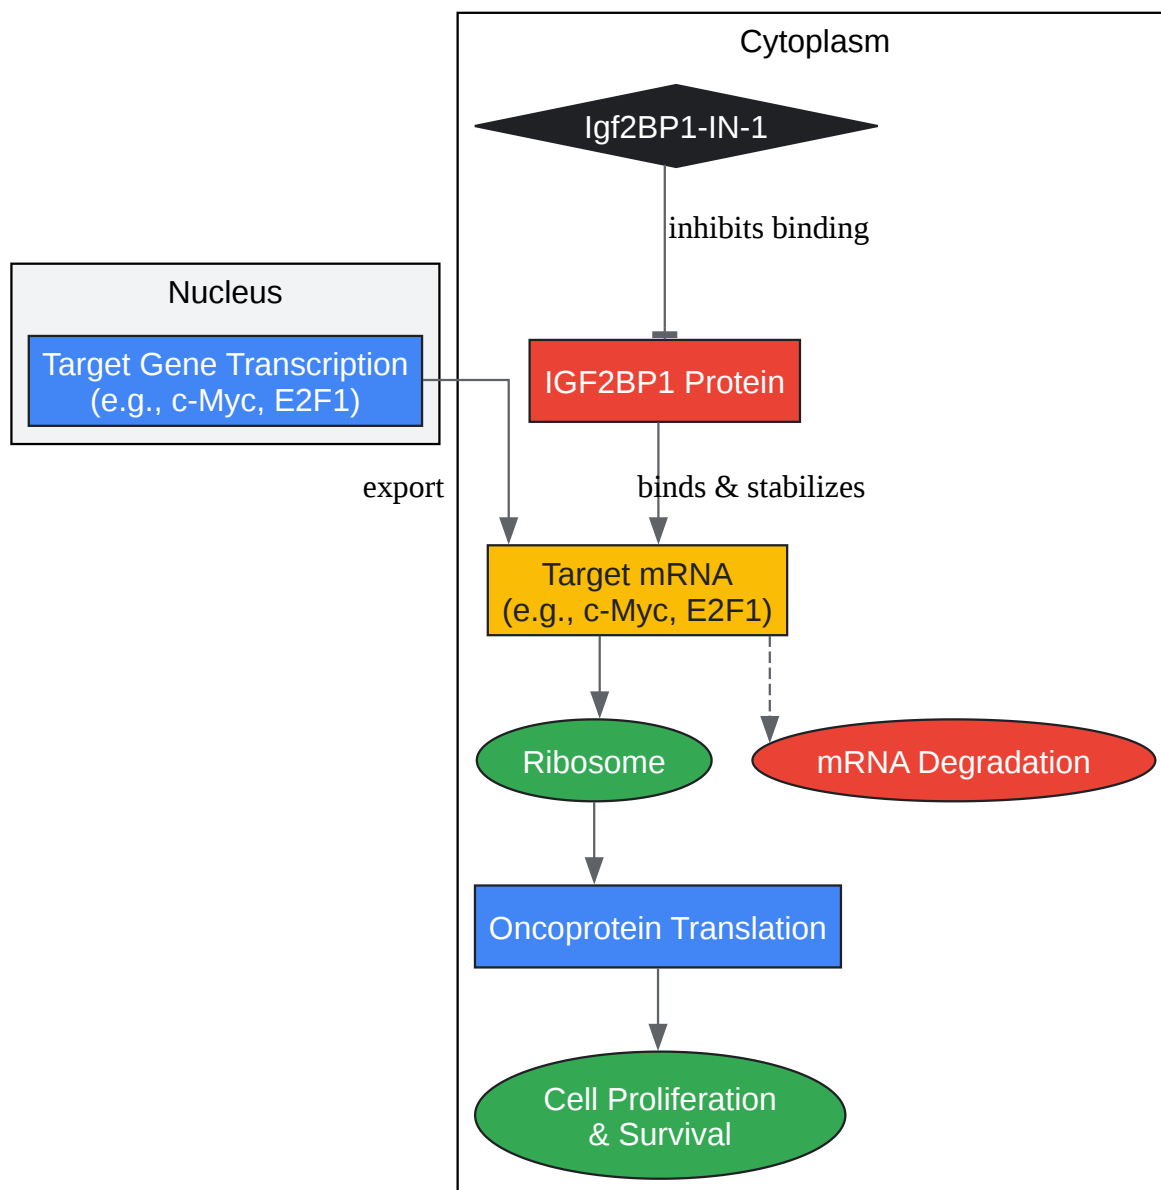 Cytoplasm
Igf2BP1-IN-1
inhibits binding
Nucleus
Target Gene Transcription
(e.g., c-Myc, E2F1)
IGF2BP1 Protein
export
binds & stabilizes
Target mRNA
(e.g., c-Myc, E2F1)
Ribosome
mRNA Degradation
Oncoprotein Translation
Cell Proliferation
& Survival